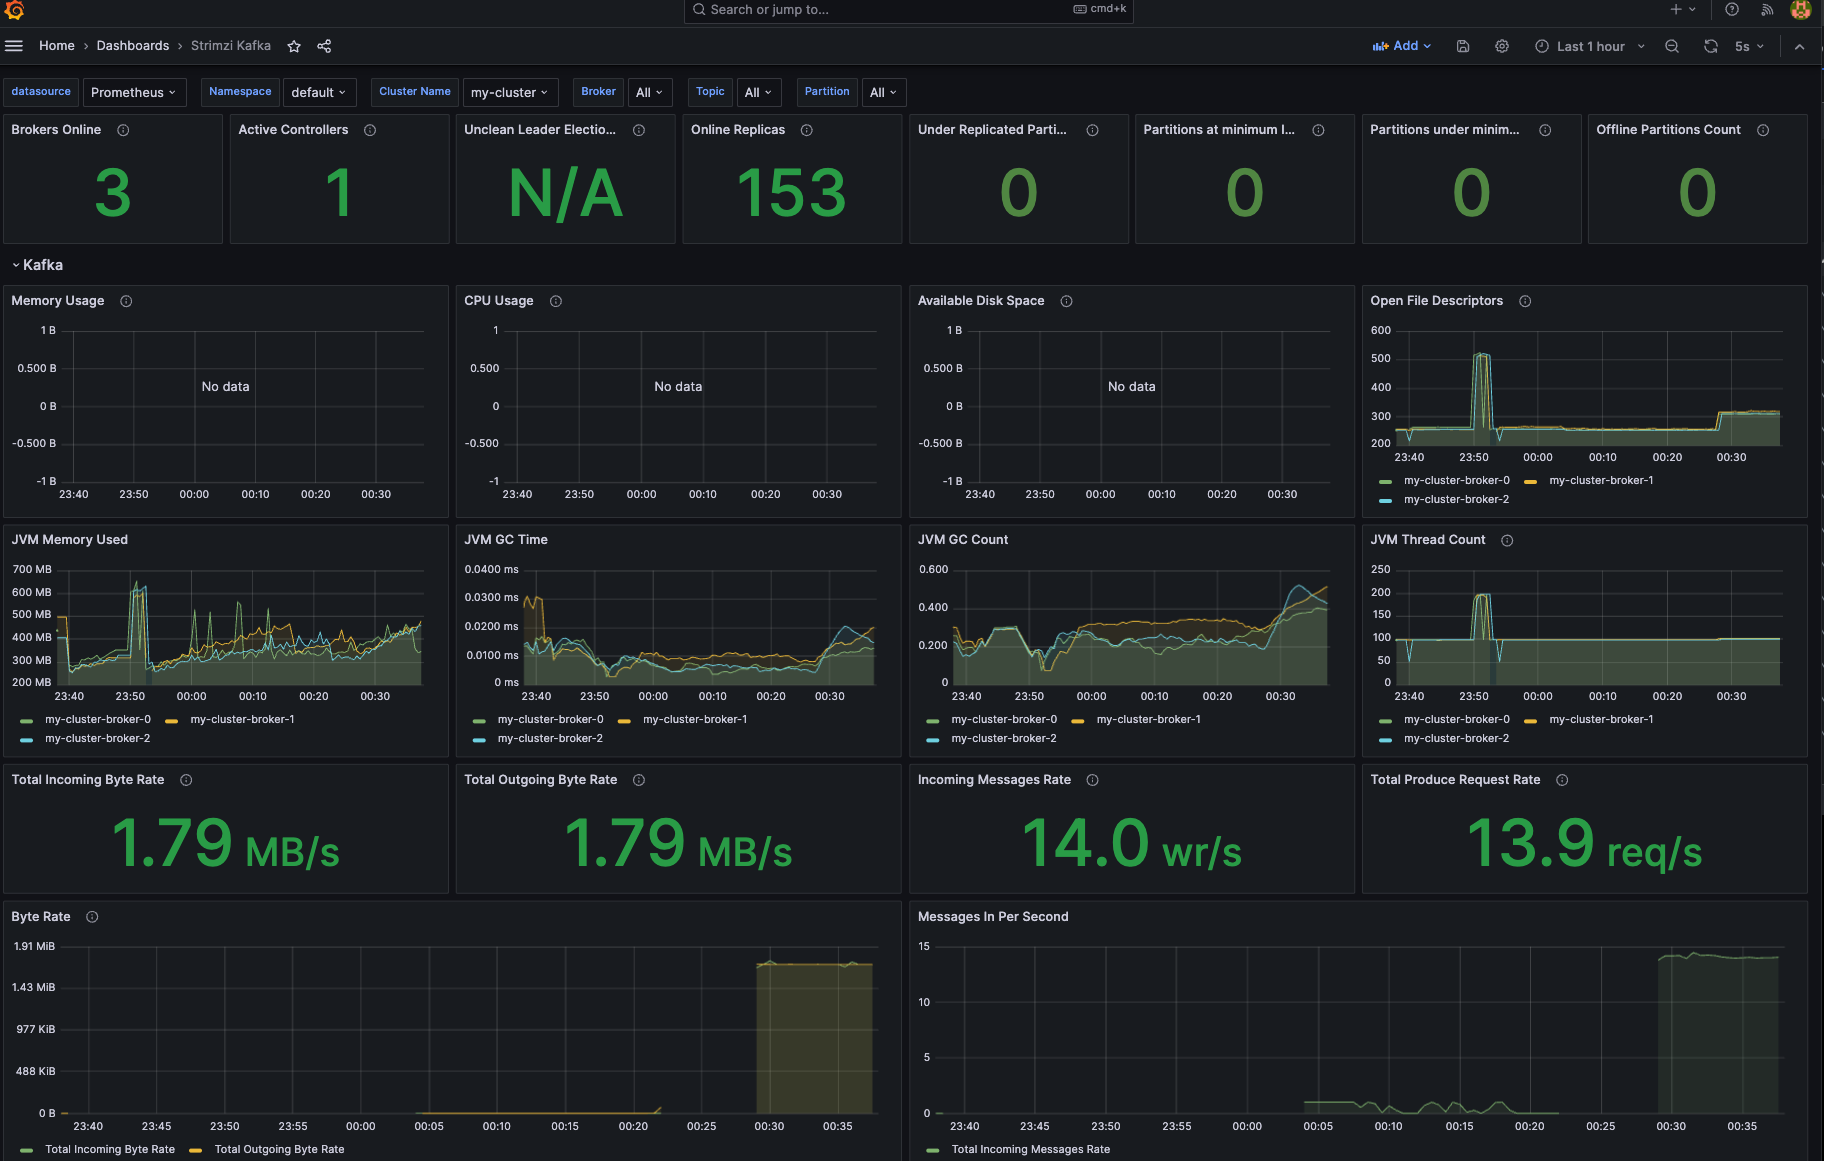 Search or jump to... cmd+k
Home › Dashboards › Strimzi Kafka
Add Last 1 hour 5s
datasource Prometheus Namespace default Cluster Name my-cluster Broker All Topic All Partition All
Brokers Online Active Controllers Unclean Leader Electio... Online Replicas Under Replicated Parti... Partitions at minimum I... Partitions under minim... Offline Partitions Count
3 1 N/A 153 0 0 0 0
Kafka
Memory Usage
1 B
0.500 B
0 B
-0.500 B
-1 B
No data
23:40 23:50 00:00 00:10 00:20 00:30
CPU Usage
1
0.500
0
-0.500
-1
No data
23:40 23:50 00:00 00:10 00:20 00:30
Available Disk Space
1 B
0.500 B
0 B
-0.500 B
-1 B
No data
23:40 23:50 00:00 00:10 00:20 00:30
Open File Descriptors
600
500
400
300
200
23:40 23:50 00:00 00:10 00:20 00:30
my-cluster-broker-0 my-cluster-broker-1
my-cluster-broker-2
JVM Memory Used
700 MB
600 MB
500 MB
400 MB
300 MB
200 MB
23:40 23:50 00:00 00:10 00:20 00:30
my-cluster-broker-0 my-cluster-broker-1
my-cluster-broker-2
JVM GC Time
0.0400 ms
0.0300 ms
0.0200 ms
0.0100 ms
0 ms
23:40 23:50 00:00 00:10 00:20 00:30
my-cluster-broker-0 my-cluster-broker-1
my-cluster-broker-2
JVM GC Count
0.600
0.400
0.200
0
23:40 23:50 00:00 00:10 00:20 00:30
my-cluster-broker-0 my-cluster-broker-1
my-cluster-broker-2
JVM Thread Count
250
200
150
100
50
0
23:40 23:50 00:00 00:10 00:20 00:30
my-cluster-broker-0 my-cluster-broker-1
my-cluster-broker-2
Total Incoming Byte Rate Total Outgoing Byte Rate Incoming Messages Rate Total Produce Request Rate
1.79 MB/s 1.79 MB/s 14.0 wr/s 13.9 req/s
Byte Rate
1.91 MiB
1.43 MiB
977 KiB
488 KiB
0 B
23:40 23:45 23:50 23:55 00:00 00:05 00:10 00:15 00:20 00:25 00:30 00:35
Total Incoming Byte Rate Total Outgoing Byte Rate
Messages In Per Second
15
10
5
0
23:40 23:45 23:50 23:55 00:00 00:05 00:10 00:15 00:20 00:25 00:30 00:35
Total Incoming Messages Rate